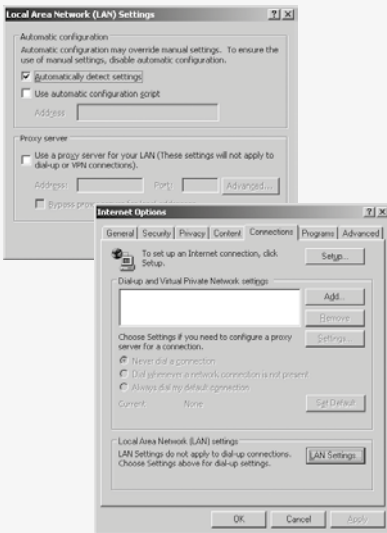 Local Area Network (LAN) Settings
Automatic configuration
Automatic configuration may override manual settings. To ensure the
use of manual settings, disable automatic configuration.
Automatically detect settings
Use automatic configuration script
Address
Proxy server
Use a proxy server for your LAN (These settings will not apply to
dial-up or VPN connections).
Address: Port: Advanced...
Bypass
Internet Options
General Security Privacy Content Connections Programs Advanced
To set up an Internet connection, click
Setup.
Setup...
Dial-up and Virtual Private Network settings
Add...
Remove
Choose Settings if you need to configure a proxy
server for a connection.
Settings...
Never dial a connection
Dial whenever a network connection is not present
Always dial my default connection
Current None Set Default
Local Area Network (LAN) settings
LAN Settings do not apply to dial-up connections.
Choose Settings above for dial-up settings.
LAN Settings...
OK Cancel Apply